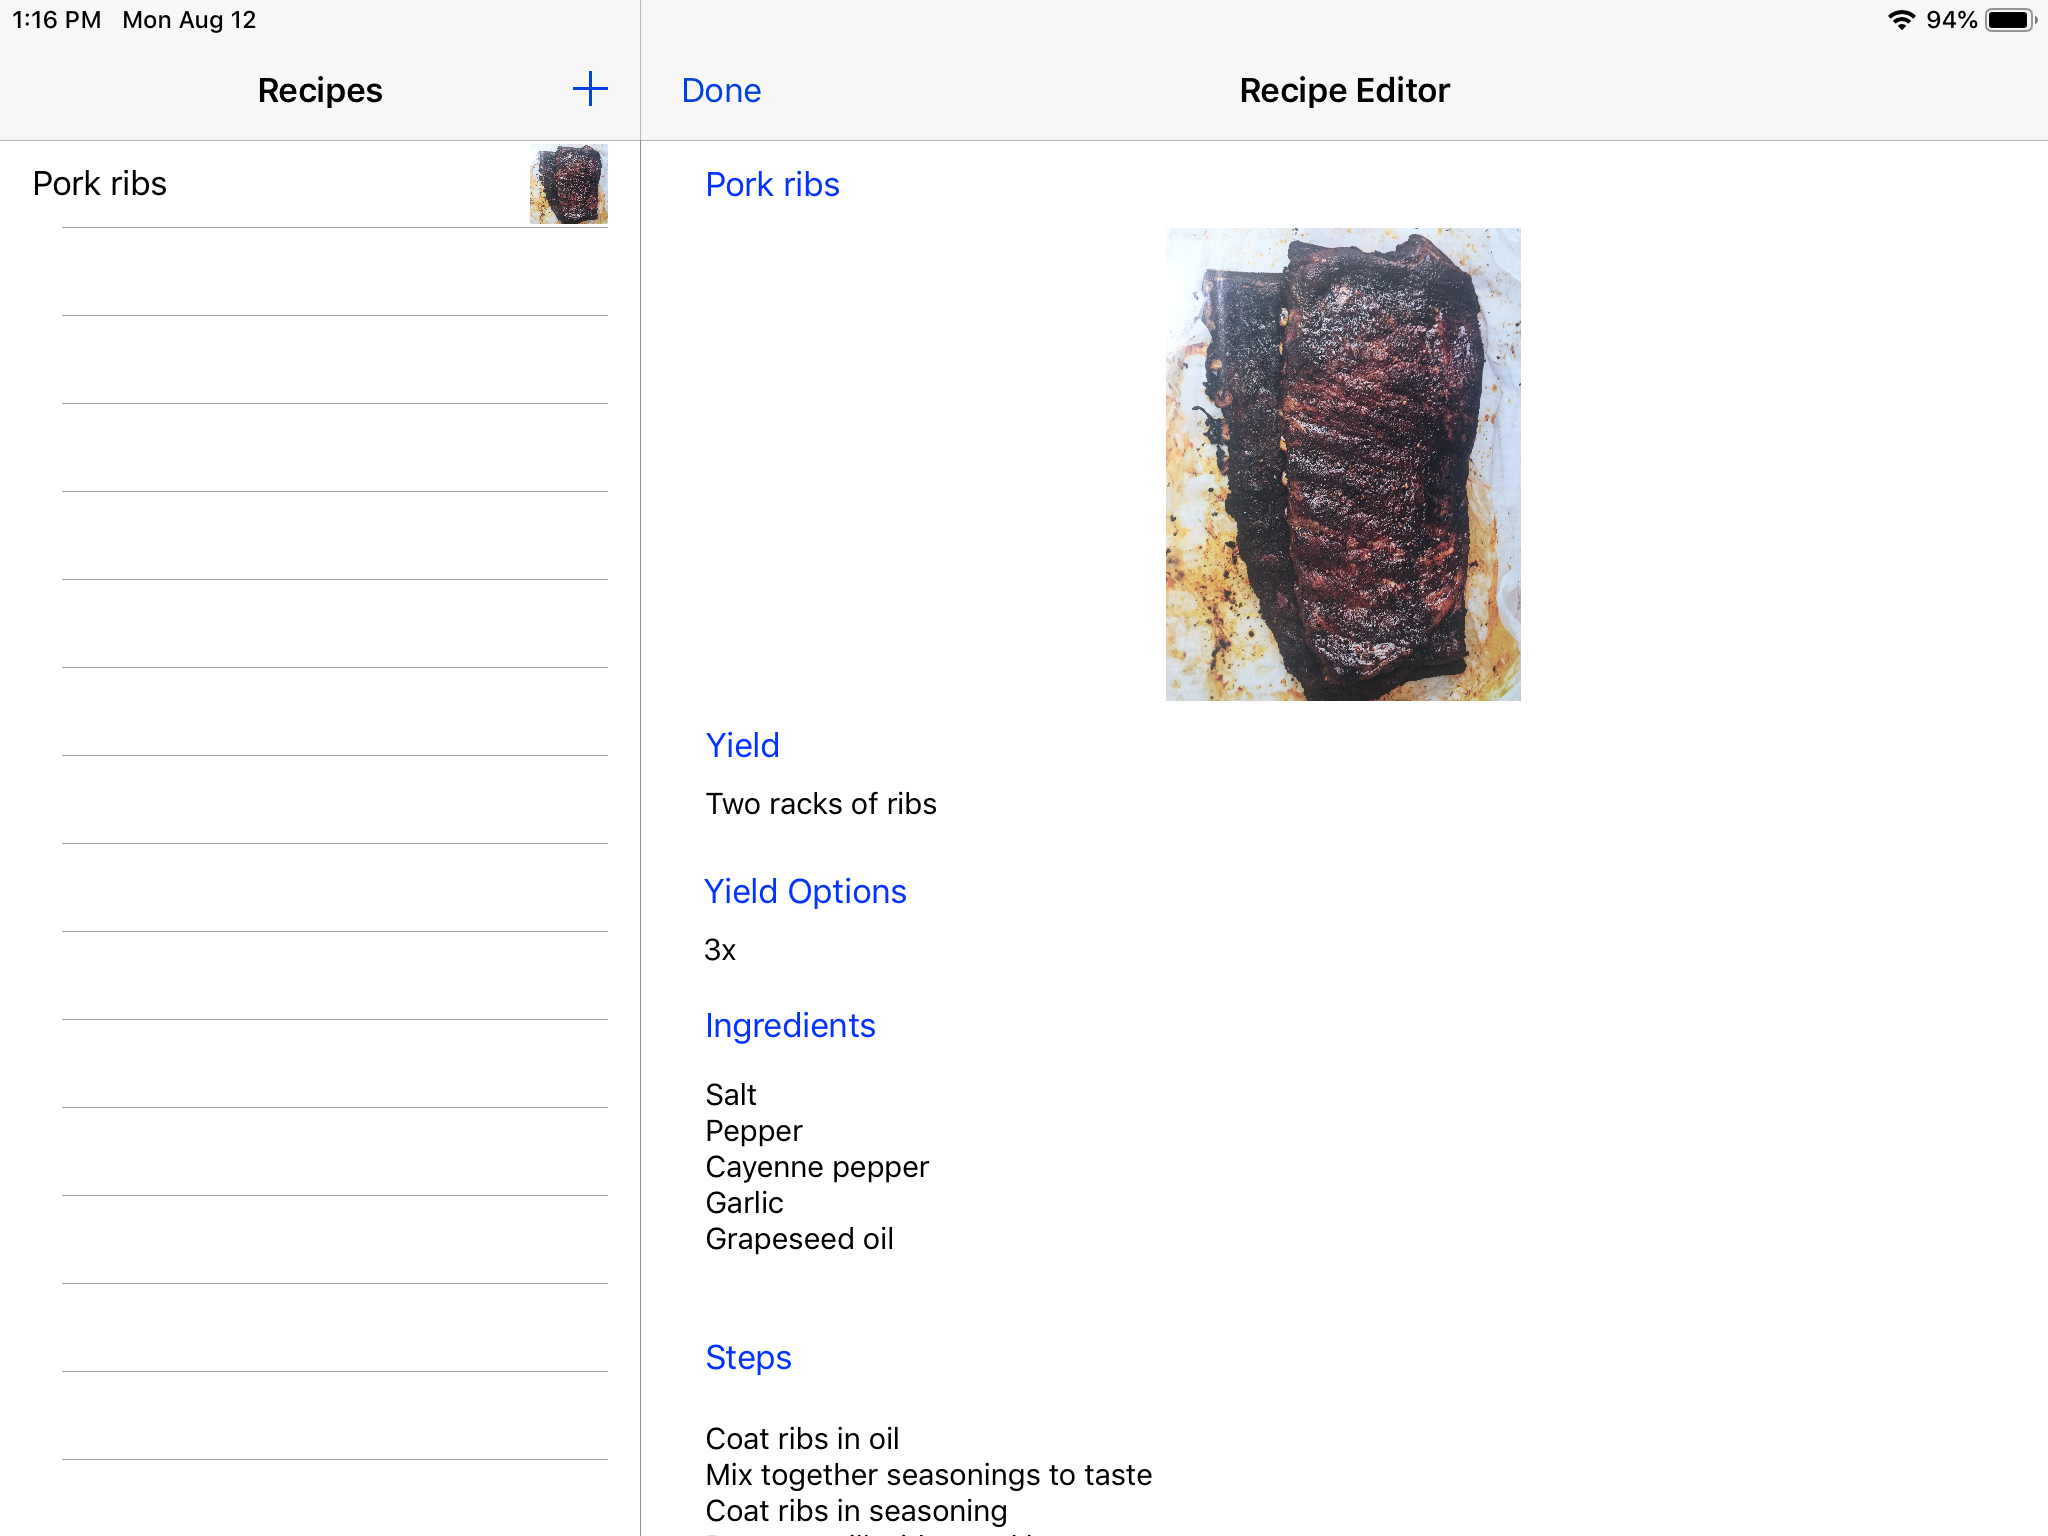 1:16 PM Mon Aug 12
94%
Recipes
Done
Recipe Editor
Pork ribs
Pork ribs
Yield
Two racks of ribs
Yield Options
3x
Ingredients
Salt
Pepper
Cayenne pepper
Garlic
Grapeseed oil
Steps
Coat ribs in oil
Mix together seasonings to taste
Coat ribs in seasoning